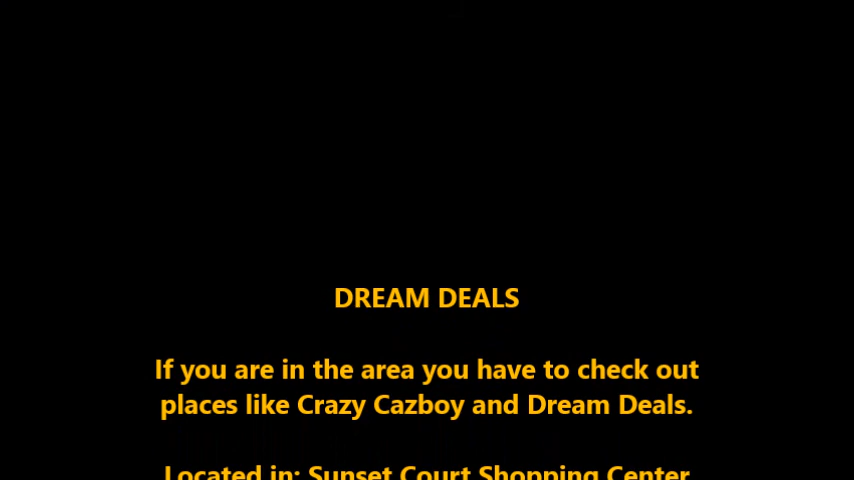 DREAM DEALS
If you are in the area you have to check out
places like Crazy Cazboy and Dream Deals.
Located in: Sunset Court Shopping Center